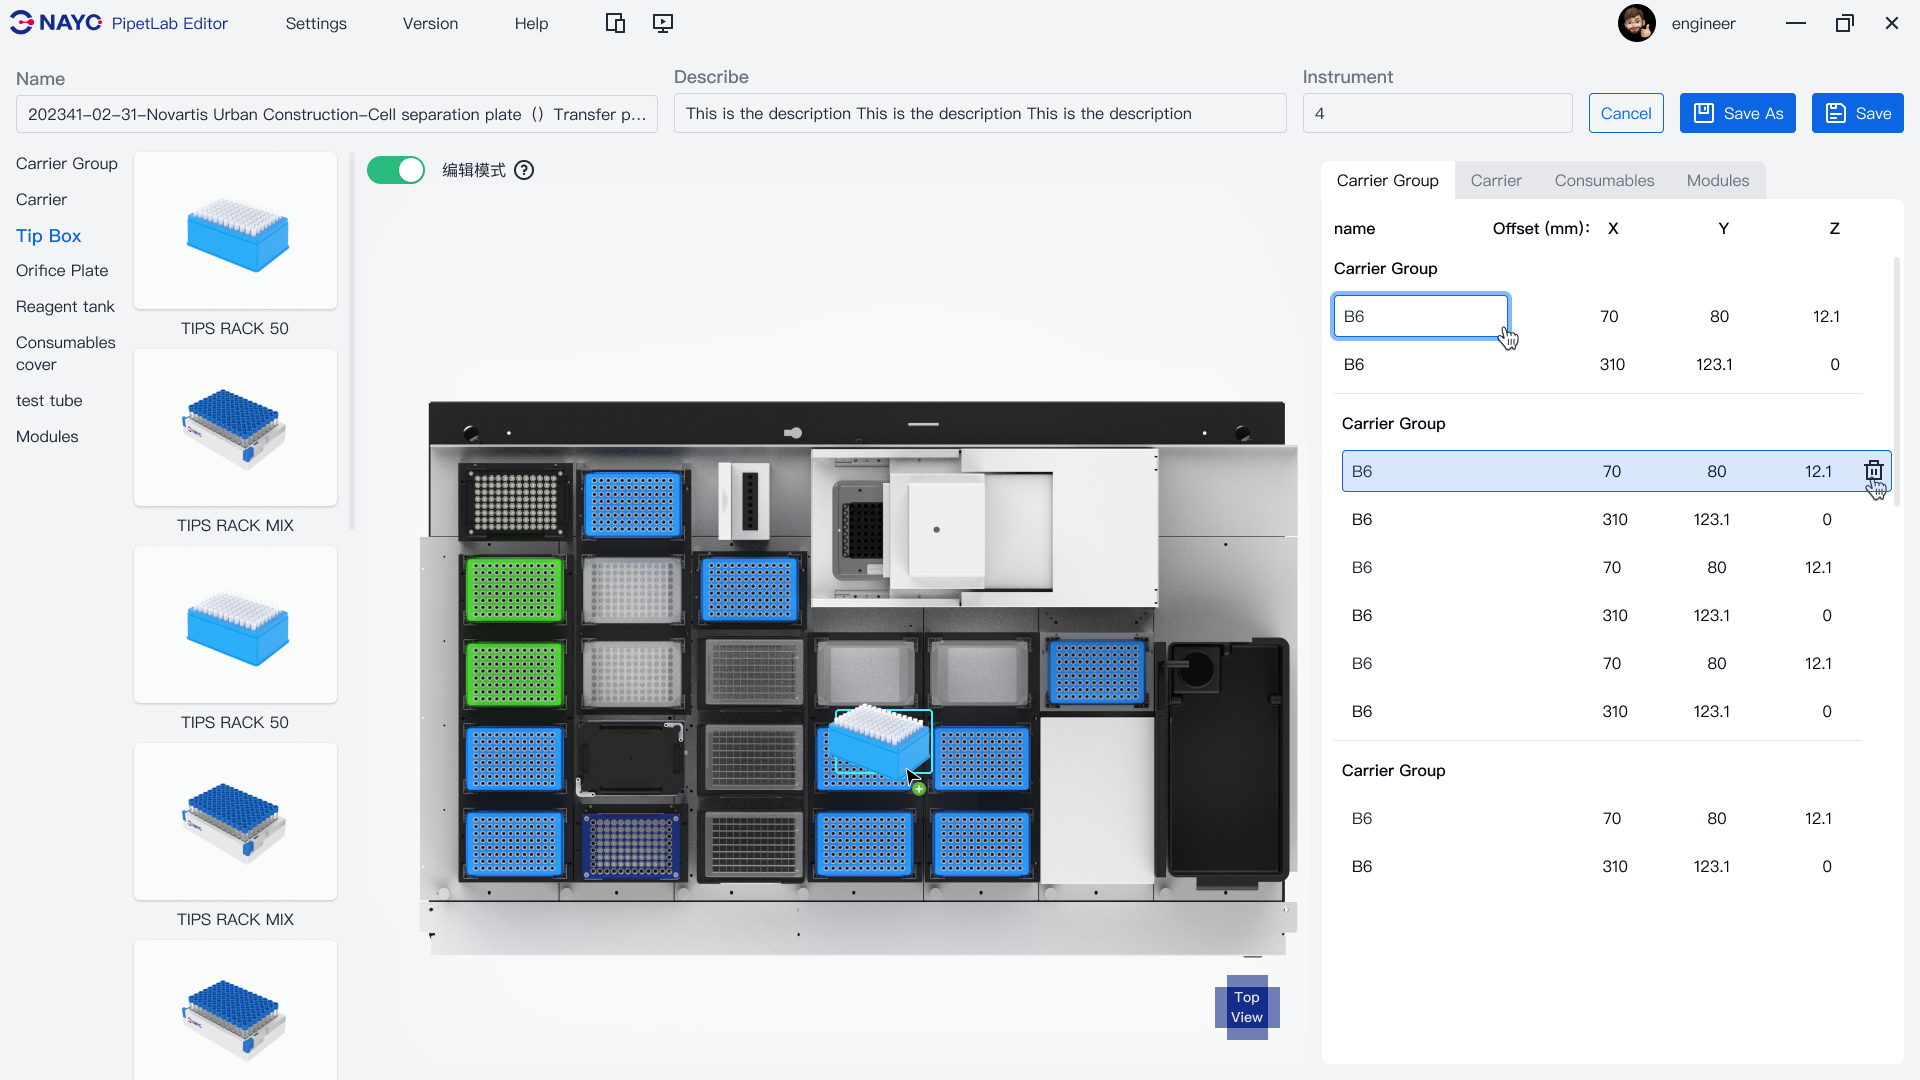 NAYC PipetLab Editor Settings Version Help engineer
Name Describe Instrument
202341-02-31-Novartis Urban Construction-Cell separation plate（）Transfer p...
This is the description This is the description This is the description
4
Cancel Save As Save
Carrier Group
Carrier
Tip Box
Orifice Plate
Reagent tank
Consumables
cover
test tube
Modules
TIPS RACK 50
TIPS RACK MIX
TIPS RACK 50
TIPS RACK MIX
编辑模式 ?
Top
View
Carrier Group Carrier Consumables Modules
name Offset (mm): X Y Z
Carrier Group
B6 70 80 12.1
B6 310 123.1 0
Carrier Group
B6 70 80 12.1
B6 310 123.1 0
B6 70 80 12.1
B6 310 123.1 0
B6 70 80 12.1
B6 310 123.1 0
Carrier Group
B6 70 80 12.1
B6 310 123.1 0